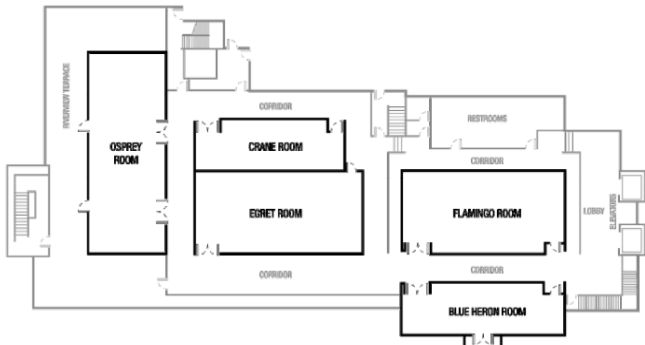 CORRIDOR
RIVERVIEW TERRACE
RESTROOMS
OSPREY
ROOM
CRANE ROOM
CORRIDOR
EGRET ROOM
FLAMINGO ROOM
LOBBY
ELEVATORS
CORRIDOR
CORRIDOR
BLUE HERON ROOM